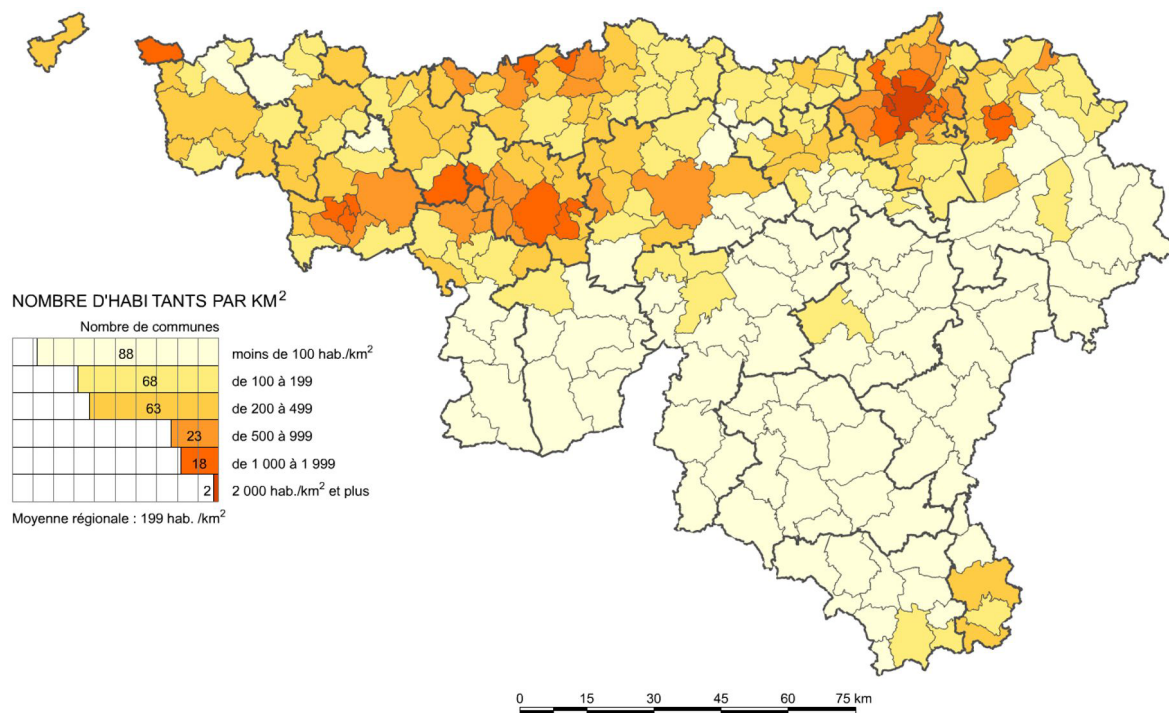 NOMBRE D'HABI TANTS PAR KM²
Nombre de communes
88 moins de 100 hab./km²
68 de 100 à 199
63 de 200 à 499
23 de 500 à 999
18 de 1 000 à 1 999
2 2 000 hab./km² et plus
Moyenne régionale : 199 hab. /km²
0 15 30 45 60 75 km